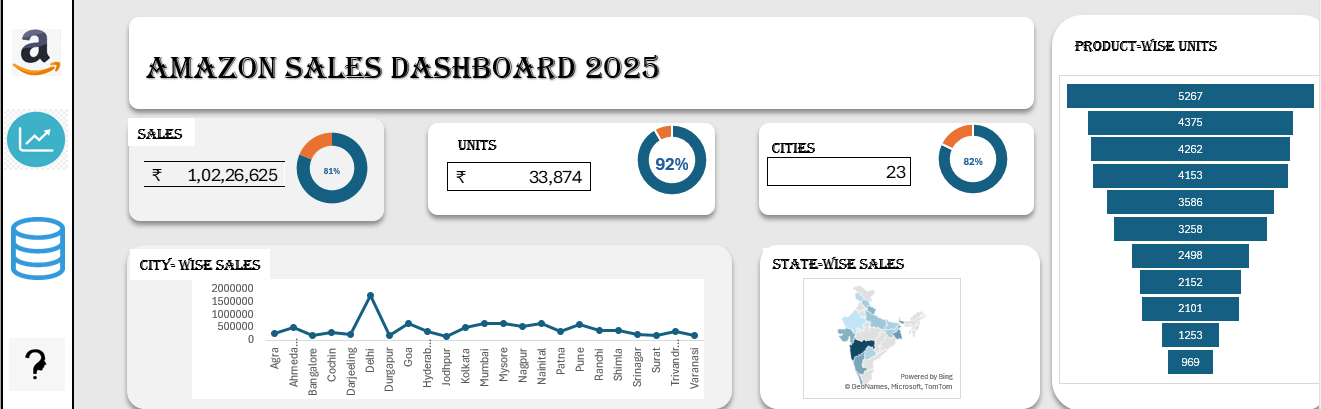 a
AMAZON SALES DASHBOARD 2025
SALES
₹ 1,02,26,625
81%
UNITS
₹ 33,874
92%
CITIES
23
82%
CITY- WISE SALES
2000000
1500000
1000000
500000
0
Agra
Ahmeda...
Bangalore
Cochin
Darjeeling
Delhi
Durgapur
Goa
Hyderab...
Jodhpur
Kolkata
Mumbai
Mysore
Nagpur
Nainital
Patna
Pune
Ranchi
Shimla
Srinagar
Surat
Trivandr...
Varanasi
STATE-WISE SALES
Powered by Bing
© GeoNames, Microsoft, TomTom
PRODUCT-WISE UNITS
5267
4375
4262
4153
3586
3258
2498
2152
2101
1253
969
?